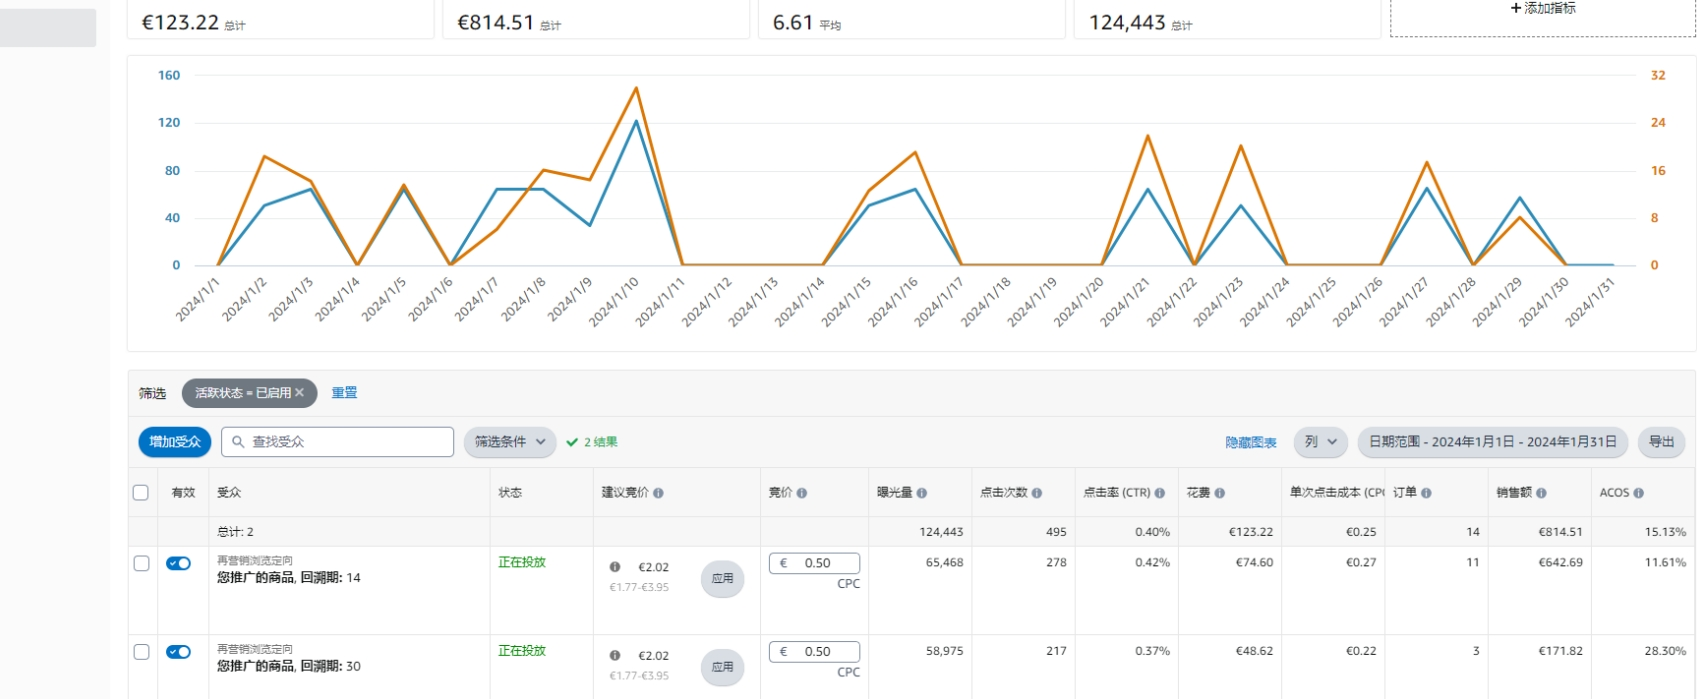 €123.22 总计
€814.51 总计
6.61 平均
124,443 总计
+ 添加指标
160 32
120 24
80 16
40 8
0 0
2024/1/1 2024/1/2 2024/1/3 2024/1/4 2024/1/5 2024/1/6 2024/1/7 2024/1/8 2024/1/9 2024/1/10 2024/1/11 2024/1/12 2024/1/13 2024/1/14 2024/1/15 2024/1/16 2024/1/17 2024/1/18 2024/1/19 2024/1/20 2024/1/21 2024/1/22 2024/1/23 2024/1/24 2024/1/25 2024/1/26 2024/1/27 2024/1/28 2024/1/29 2024/1/30 2024/1/31
筛选 活跃状态 = 已启用 × 重置
增加受众 查找受众 筛选条件 2 结果 隐藏图表 列 日期范围 - 2024年1月1日 - 2024年1月31日 导出
有效 受众 状态 建议竞价 竞价 曝光量 点击次数 点击率 (CTR) 花费 单次点击成本 (CPC 订单 销售额 ACOS
总计: 2 124,443 495 0.40% €123.22 €0.25 14 €814.51 15.13%
再营销浏览定向 正在投放 €2.02 应用 € 0.50 65,468 278 0.42% €74.60 €0.27 11 €642.69 11.61%
您推广的商品, 回溯期: 14 €1.77-€3.95 CPC
再营销浏览定向 正在投放 €2.02 应用 € 0.50 58,975 217 0.37% €48.62 €0.22 3 €171.82 28.30%
您推广的商品, 回溯期: 30 €1.77-€3.95 CPC